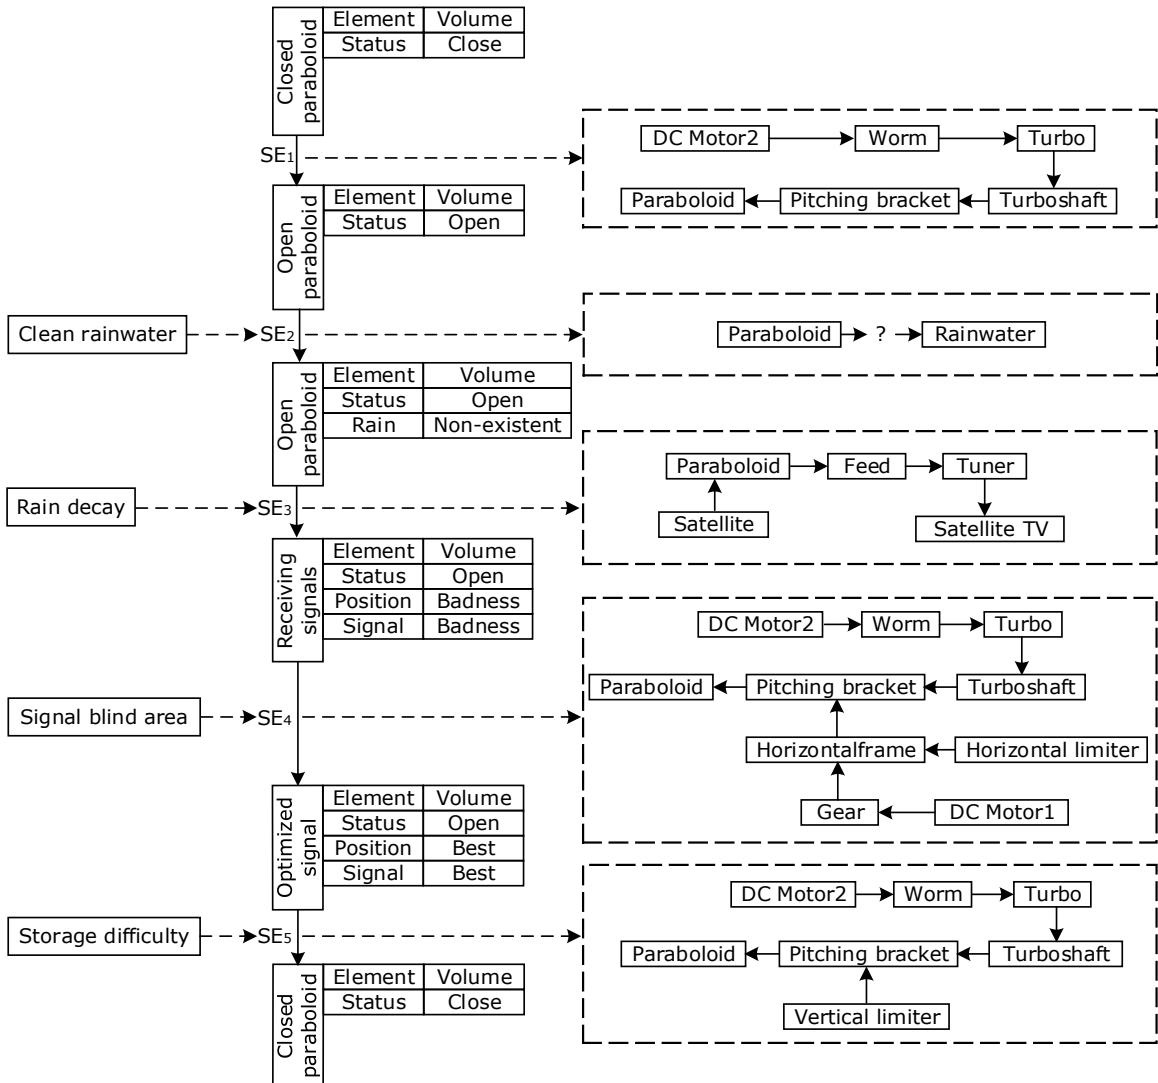 Closed
paraboloid
Element Volume
Status Close
SE1
DC Motor2 Worm Turbo
Paraboloid Pitching bracket Turboshaft
Open
paraboloid
Element Volume
Status Open
Clean rainwater SE2
Paraboloid ? Rainwater
Open
paraboloid
Element Volume
Status Open
Rain Non-existent
Rain decay SE3
Paraboloid Feed Tuner
Satellite Satellite TV
Receiving
signals
Element Volume
Status Open
Position Badness
Signal Badness
Signal blind area SE4
DC Motor2 Worm Turbo
Paraboloid Pitching bracket Turboshaft
Horizontalframe Horizontal limiter
Gear DC Motor1
Optimized
signal
Element Volume
Status Open
Position Best
Signal Best
Storage difficulty SE5
DC Motor2 Worm Turbo
Paraboloid Pitching bracket Turboshaft
Vertical limiter
Closed
paraboloid
Element Volume
Status Close